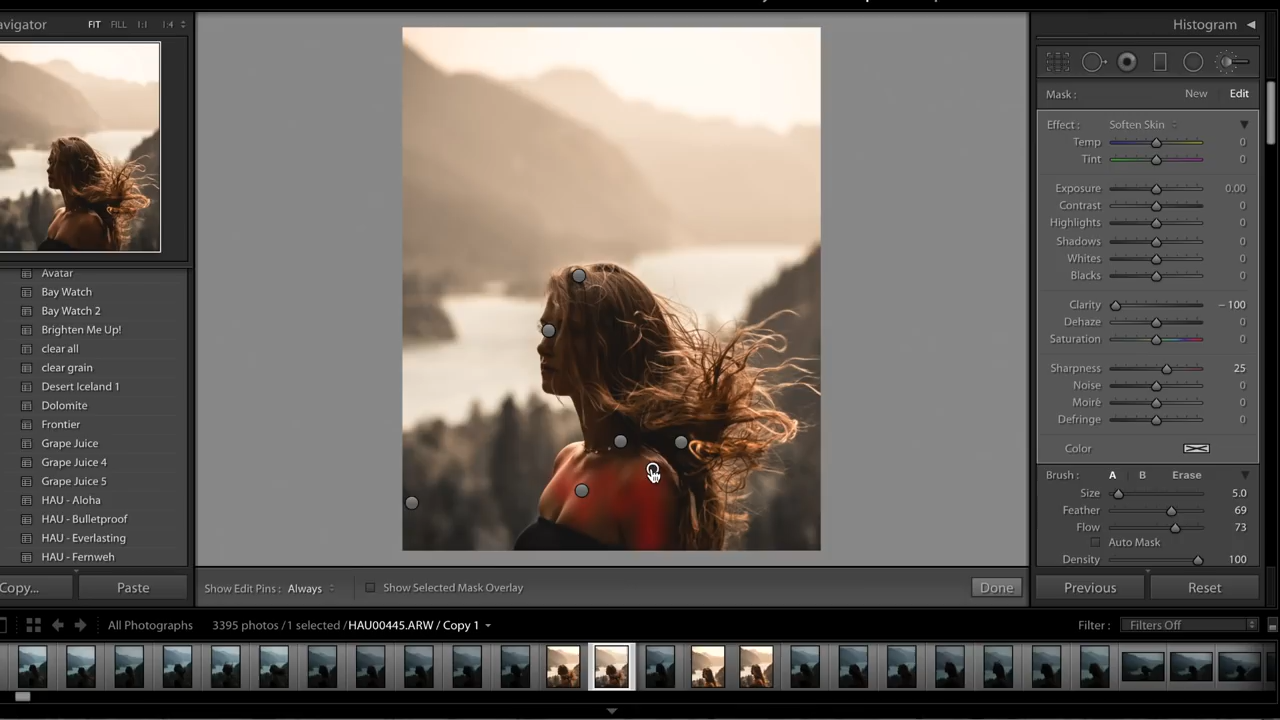 avigator FIT FILL 1:1 1:4
Avatar
Bay Watch
Bay Watch 2
Brighten Me Up!
clear all
clear grain
Desert Iceland 1
Dolomite
Frontier
Grape Juice
Grape Juice 4
Grape Juice 5
HAU - Aloha
HAU - Bulletproof
HAU - Everlasting
HAU - Fernweh
Copy... Paste
Show Edit Pins : Always Show Selected Mask Overlay Done
Histogram
Mask : New Edit
Effect : Soften Skin
Temp 0
Tint 0
Exposure 0.00
Contrast 0
Highlights 0
Shadows 0
Whites 0
Blacks 0
Clarity – 100
Dehaze 0
Saturation 0
Sharpness 25
Noise 0
Moiré 0
Defringe 0
Color
Brush : A B Erase
Size 5.0
Feather 69
Flow 73
Auto Mask
Density 100
Previous Reset
All Photographs 3395 photos / 1 selected / HAU00445.ARW / Copy 1 Filter : Filters Off